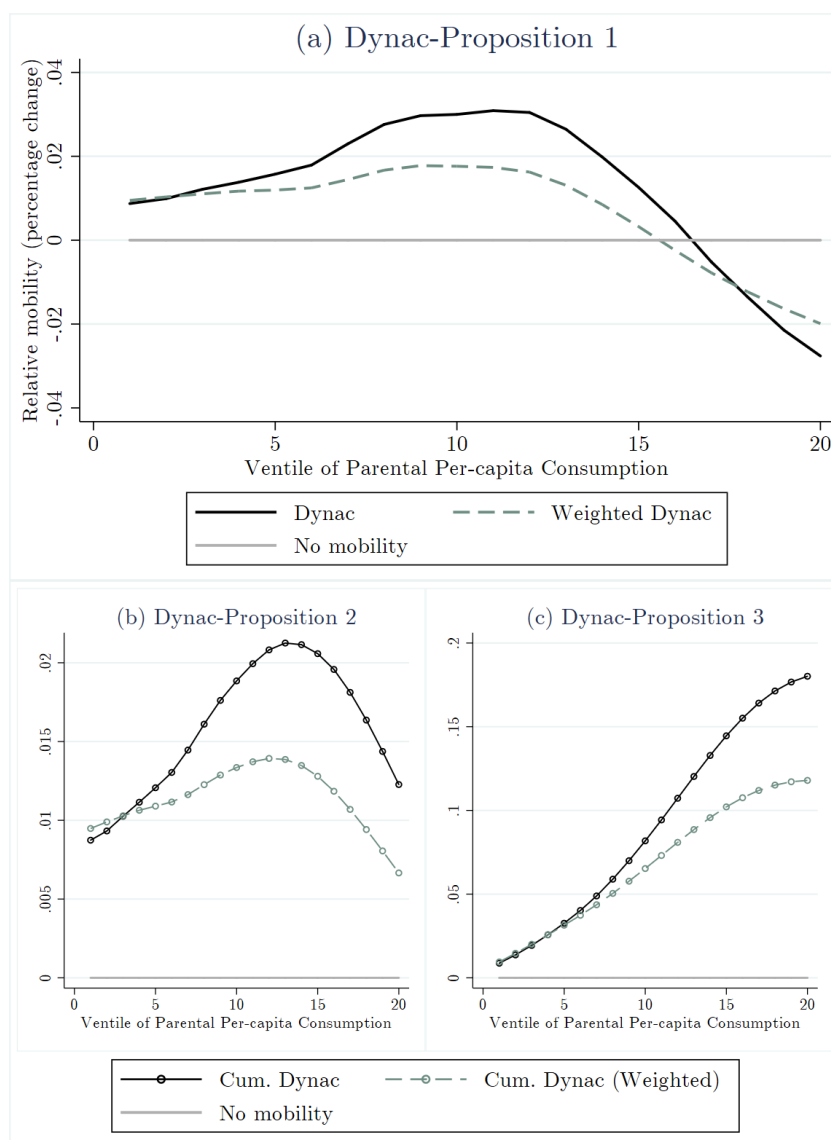 (a) Dynac-Proposition 1
Relative mobility (percentage change)
.04
.02
0
-.02
-.04
0 5 10 15 20
Ventile of Parental Per-capita Consumption
Dynac Weighted Dynac
No mobility
(b) Dynac-Proposition 2
.02
.015
.01
.005
0
0 5 10 15 20
Ventile of Parental Per-capita Consumption
(c) Dynac-Proposition 3
.2
.15
.1
.05
0
0 5 10 15 20
Ventile of Parental Per-capita Consumption
Cum. Dynac Cum. Dynac (Weighted)
No mobility